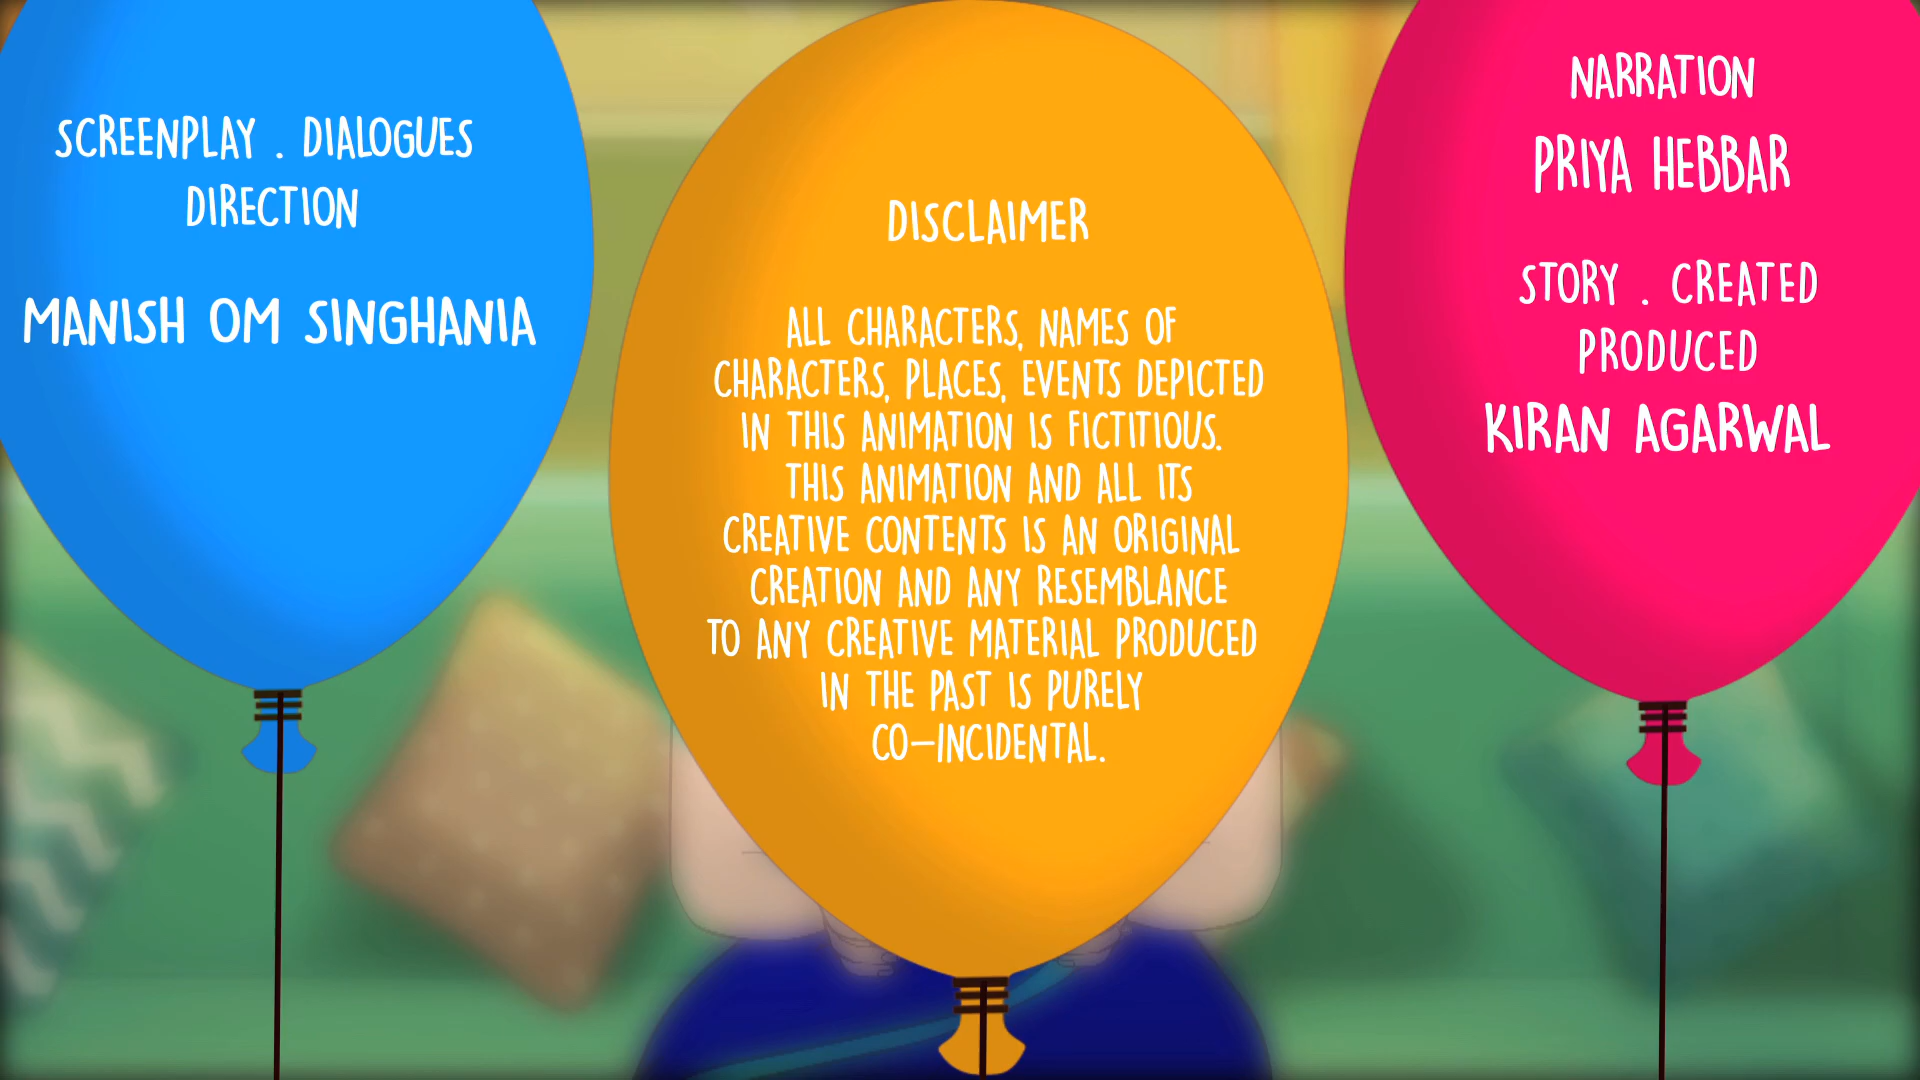 SCREENPLAY . DIALOGUES
DIRECTION
MANISH OM SINGHANIA
DISCLAIMER
ALL CHARACTERS, NAMES OF
CHARACTERS, PLACES, EVENTS DEPICTED
IN THIS ANIMATION IS FICTITIOUS.
THIS ANIMATION AND ALL ITS
CREATIVE CONTENTS IS AN ORIGINAL
CREATION AND ANY RESEMBLANCE
TO ANY CREATIVE MATERIAL PRODUCED
IN THE PAST IS PURELY
CO-INCIDENTAL.
NARRATION
PRIYA HEBBAR
STORY . CREATED
PRODUCED
KIRAN AGARWAL